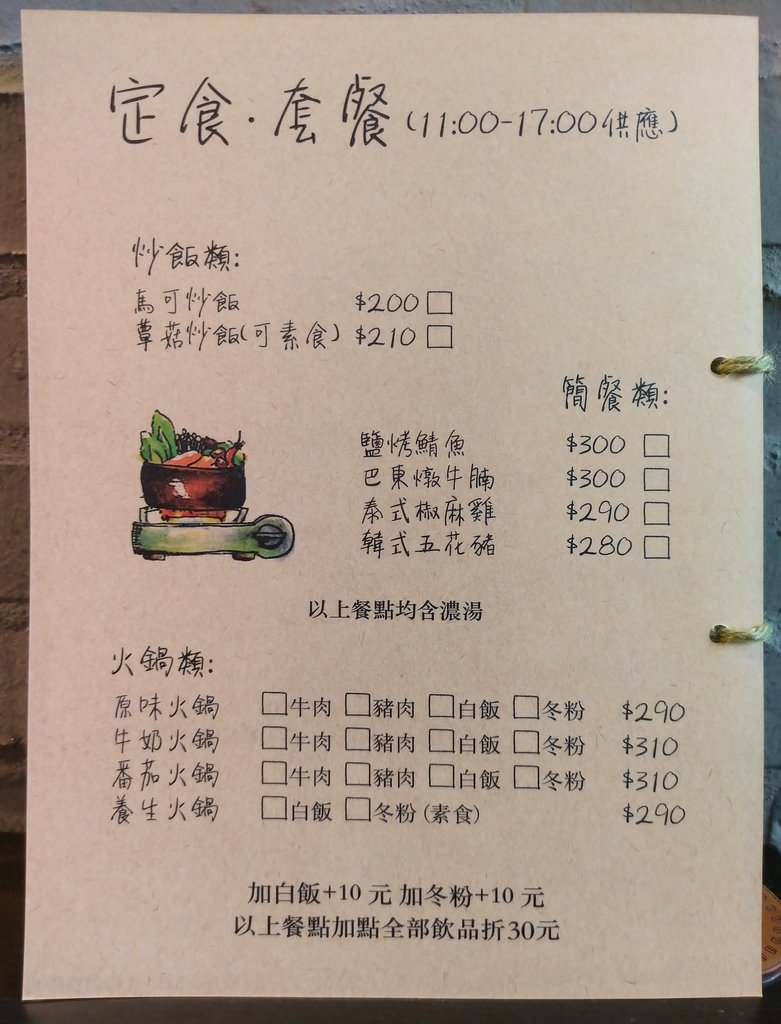 定食·套餐(11:00-17:00供應)
炒飯類:
馬可炒飯 $200 □
蕈菇炒飯(可素食) $210 □
簡餐類:
鹽烤鯖魚 $300 □
巴東燉牛腩 $300 □
泰式椒麻雞 $290 □
韓式五花豬 $280 □
以上餐點均含濃湯
火鍋類:
原味火鍋 □牛肉 □豬肉 □白飯 □冬粉 $290
牛奶火鍋 □牛肉 □豬肉 □白飯 □冬粉 $310
番茄火鍋 □牛肉 □豬肉 □白飯 □冬粉 $310
養生火鍋 □白飯 □冬粉(素食) $290
加白飯+10 元 加冬粉+10 元
以上餐點加點全部飲品折30元